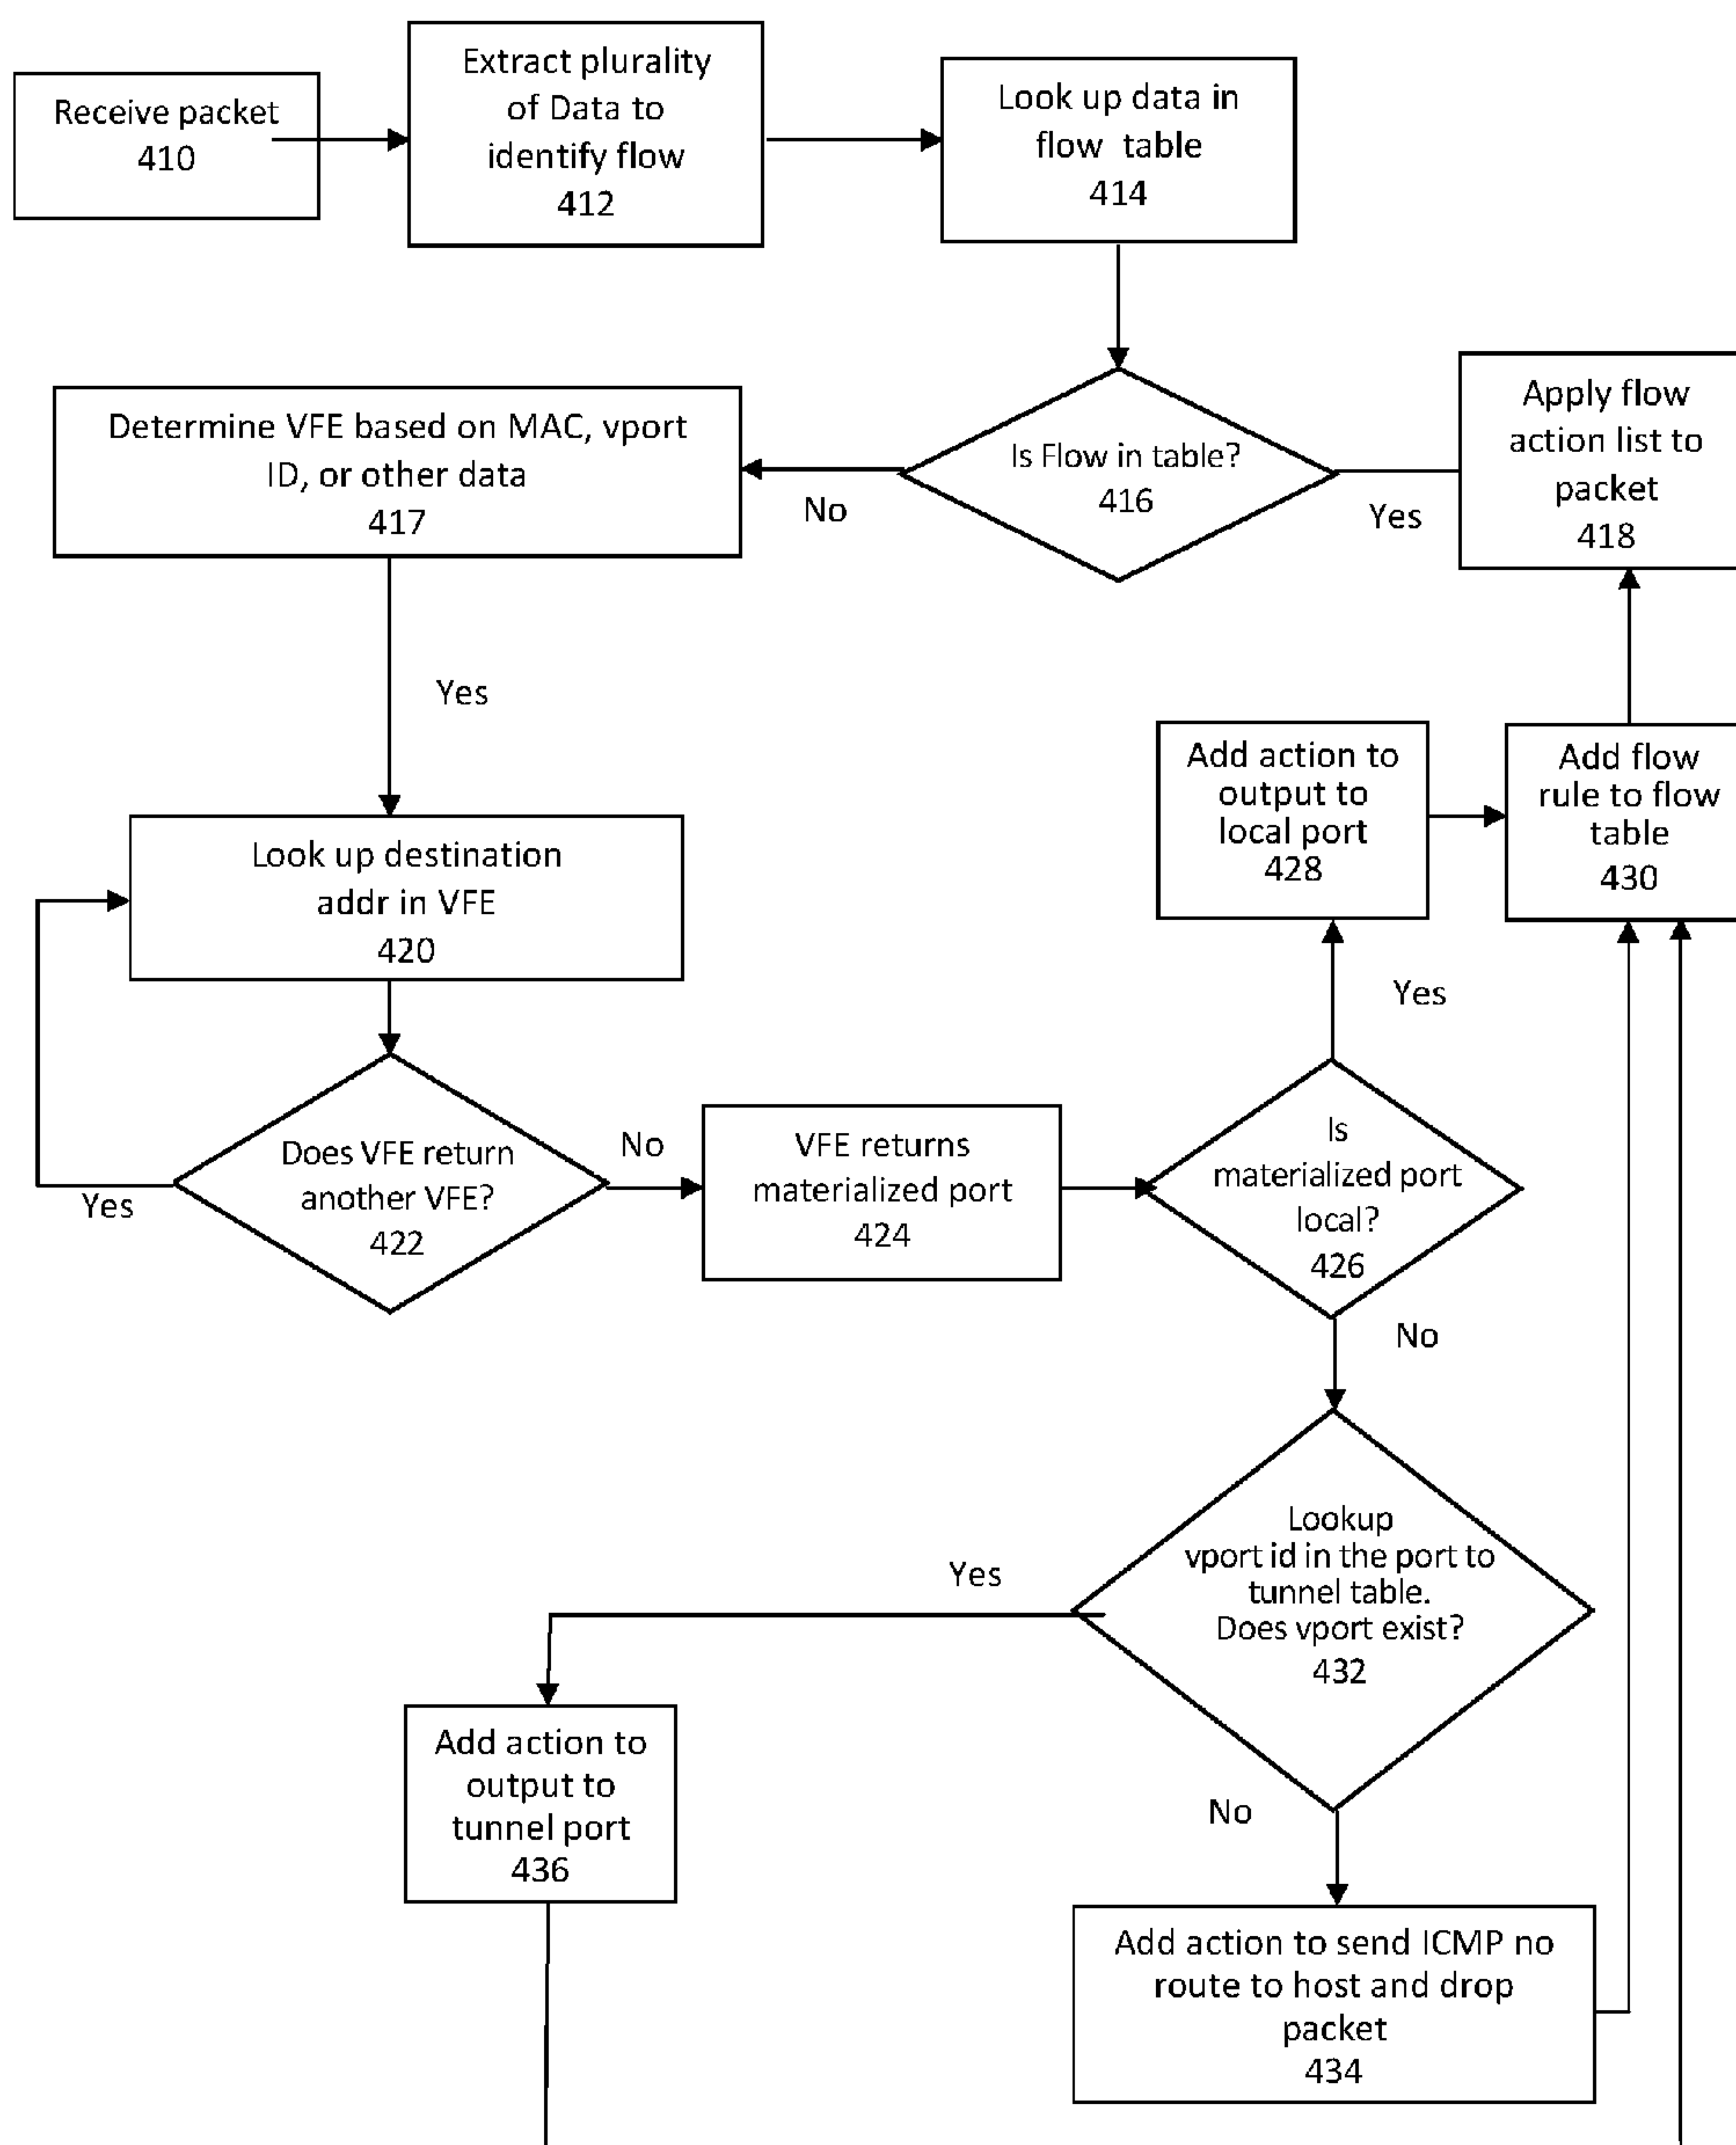 Receive packet
410
Extract plurality
of Data to
identify flow
412
Look up data in
flow table
414
Determine VFE based on MAC, vport
ID, or other data
417
No
Is Flow in table?
416
Yes
Apply flow
action list to
packet
418
Yes
Look up destination
addr in VFE
420
Add action to
output to
local port
428
Add flow
rule to flow
table
430
Yes
Does VFE return
another VFE?
422
Yes
No
VFE returns
materialized port
424
Is
materialized port
local?
426
No
Lookup
vport id in the port to
tunnel table.
Does vport exist?
432
Yes
Add action to
output to
tunnel port
436
No
Add action to send ICMP no
route to host and drop
packet
434